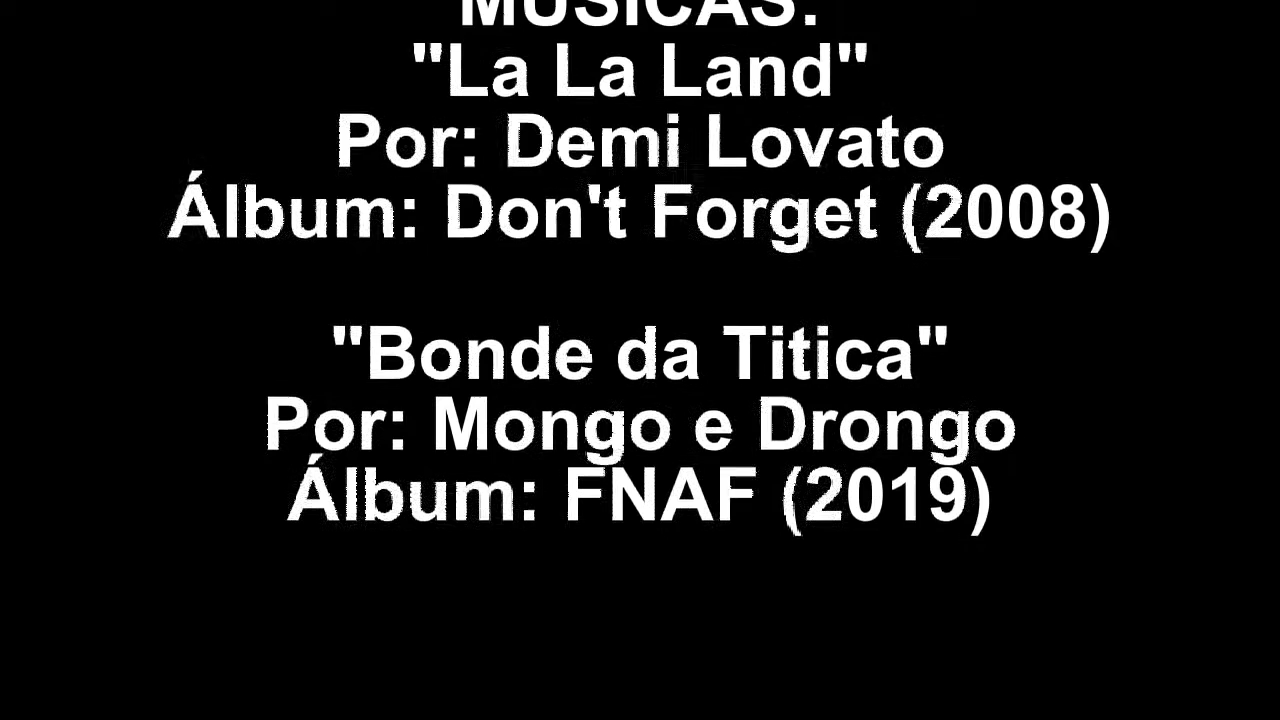 MÚSICAS:
"La La Land"
Por: Demi Lovato
Álbum: Don't Forget (2008)
"Bonde da Titica"
Por: Mongo e Drongo
Álbum: FNAF (2019)